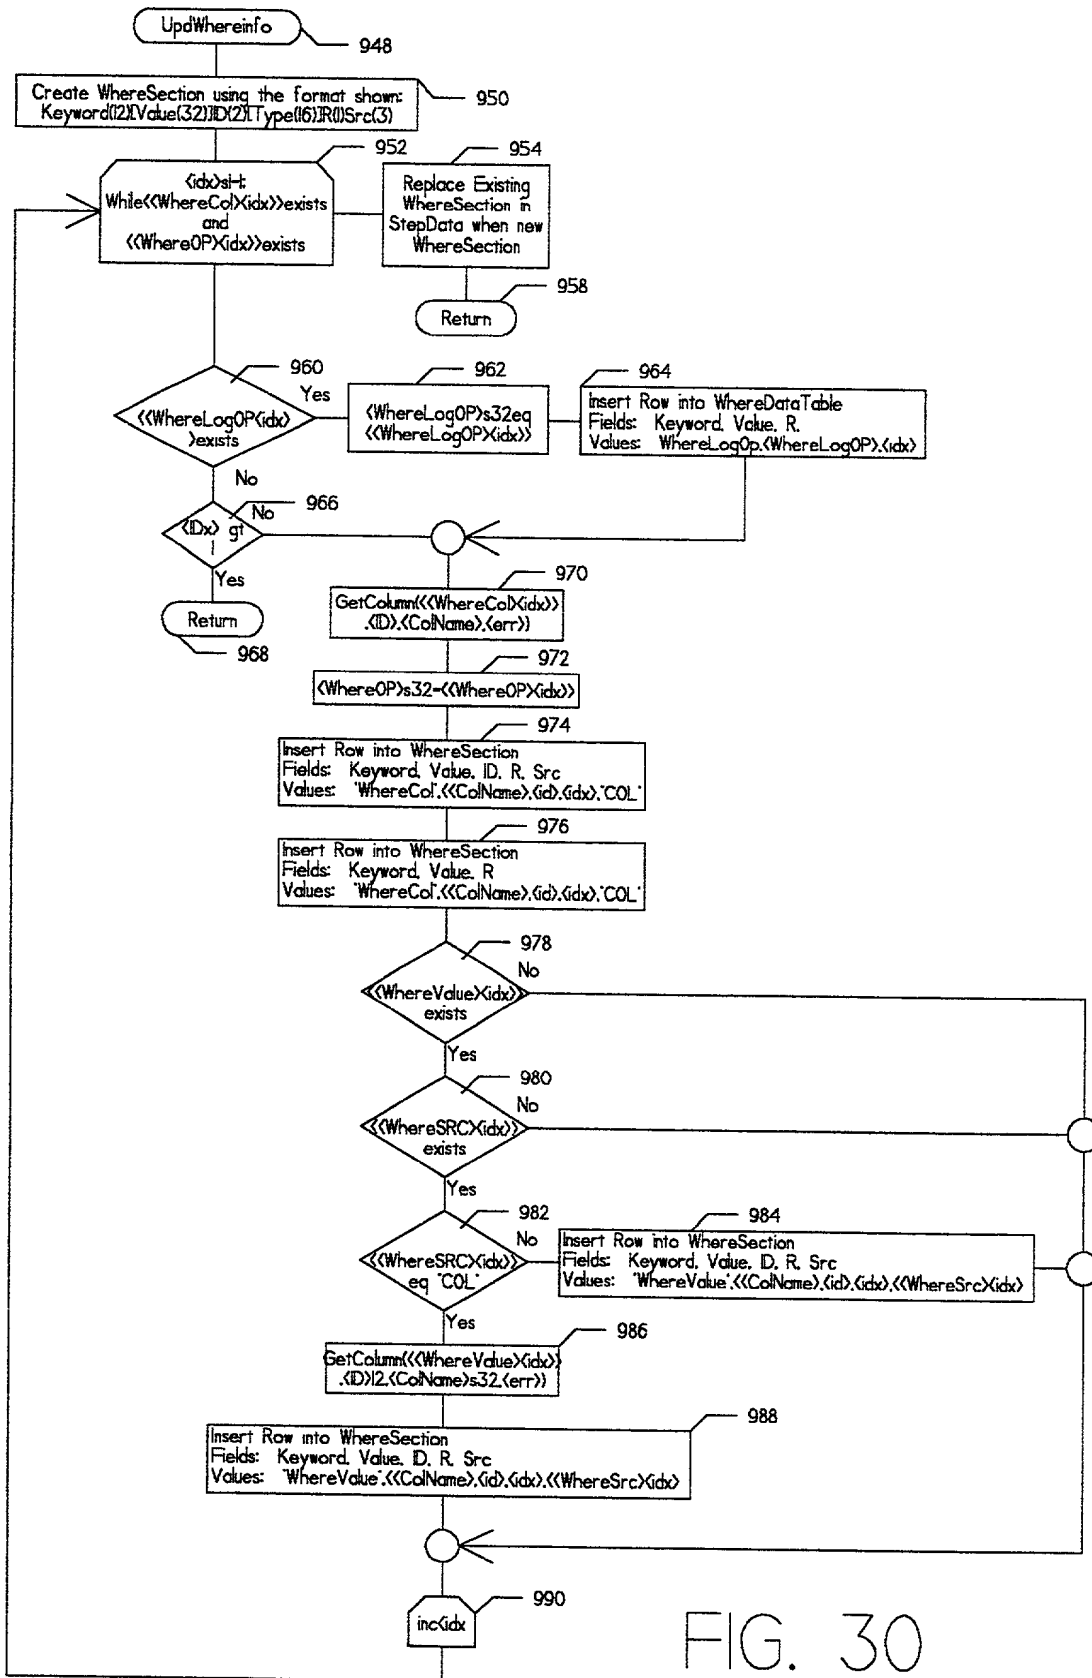 UpdWhereinfo
948
Create WhereSection using the format shown:
Keyword(12)[Value(32)]ID(2)[Type(16)]R(1)Src(3)
950
952
<idx>si-1:
While<<WhereCol><idx>>exists
and
<<WhereOP><idx>>exists
954
Replace Existing
WhereSection in
StepData when new
WhereSection
958
Return
960
<<WhereLogOP<idx>
>exists
Yes
No
962
<WhereLogOP>s32eq
<<WhereLogOP><idx>>
964
Insert Row into WhereDataTable
Fields: Keyword, Value, R.
Values: WhereLogOp,<WhereLogOP>,<idx>
966
<IDx> gt
1
No
Yes
Return
968
970
GetColumn(<<WhereCol><idx>>
,<ID>,<ColName>,<err>)
972
<WhereOP>s32-<<WhereOP><idx>>
974
Insert Row into WhereSection
Fields: Keyword, Value, ID, R, Src
Values: "WhereCol",<<ColName>,<id>,<idx>,"COL"
976
Insert Row into WhereSection
Fields: Keyword, Value, R
Values: "WhereCol",<<ColName>,<id>,<idx>,"COL"
978
<<WhereValue><idx>>
exists
No
Yes
980
<<WhereSRC><idx>>
exists
No
Yes
982
<<WhereSRC><idx>>
eq "COL"
No
Yes
984
Insert Row into WhereSection
Fields: Keyword, Value, ID, R, Src
Values: "WhereValue",<<ColName>,<id>,<idx>,<<WhereSrc><idx>
986
GetColumn(<<WhereValue><idx>>
,<ID>12,<ColName>s32,<err>)
988
Insert Row into WhereSection
Fields: Keyword, Value, ID, R, Src
Values: "WhereValue",<<ColName>,<id>,<idx>,<<WhereSrc><idx>
990
inc<idx
FIG. 30